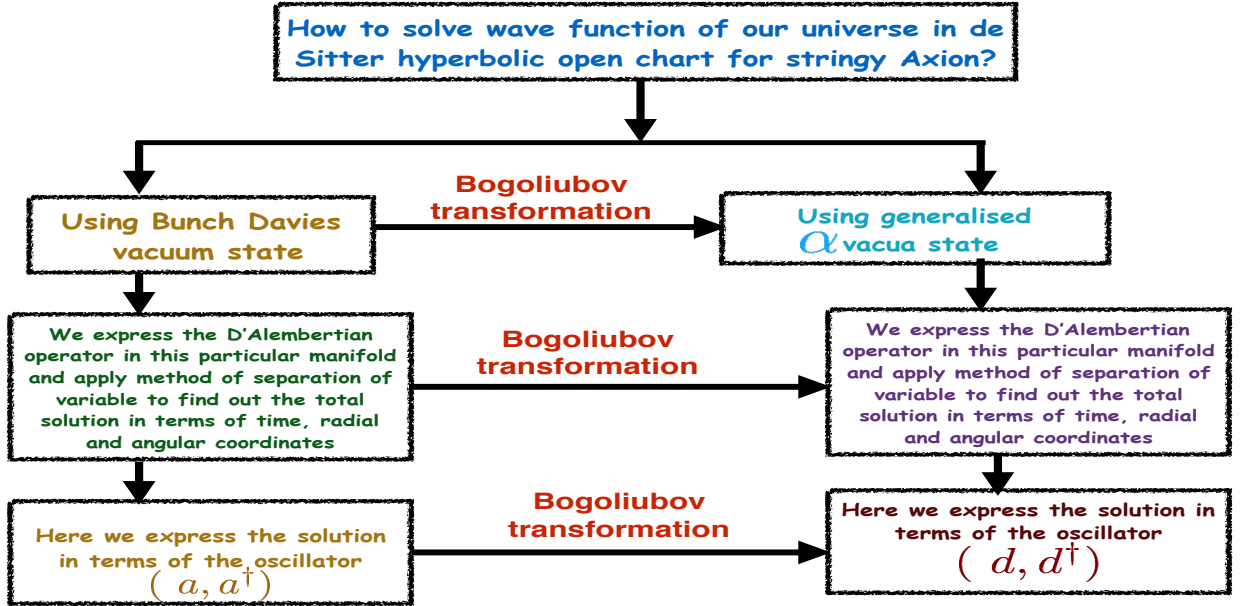 How to solve wave function of our universe in de
Sitter hyperbolic open chart for stringy Axion?
Bogoliubov
transformation
Using Bunch Davies
vacuum state
Using generalised
α vacua state
We express the D'Alembertian
operator in this particular manifold
and apply method of separation of
variable to find out the total
solution in terms of time, radial
and angular coordinates
Bogoliubov
transformation
We express the D'Alembertian
operator in this particular manifold
and apply method of separation of
variable to find out the total
solution in terms of time, radial
and angular coordinates
Here we express the solution
in terms of the oscillator
( a, a†)
Bogoliubov
transformation
Here we express the solution in
terms of the oscillator
( d, d†)